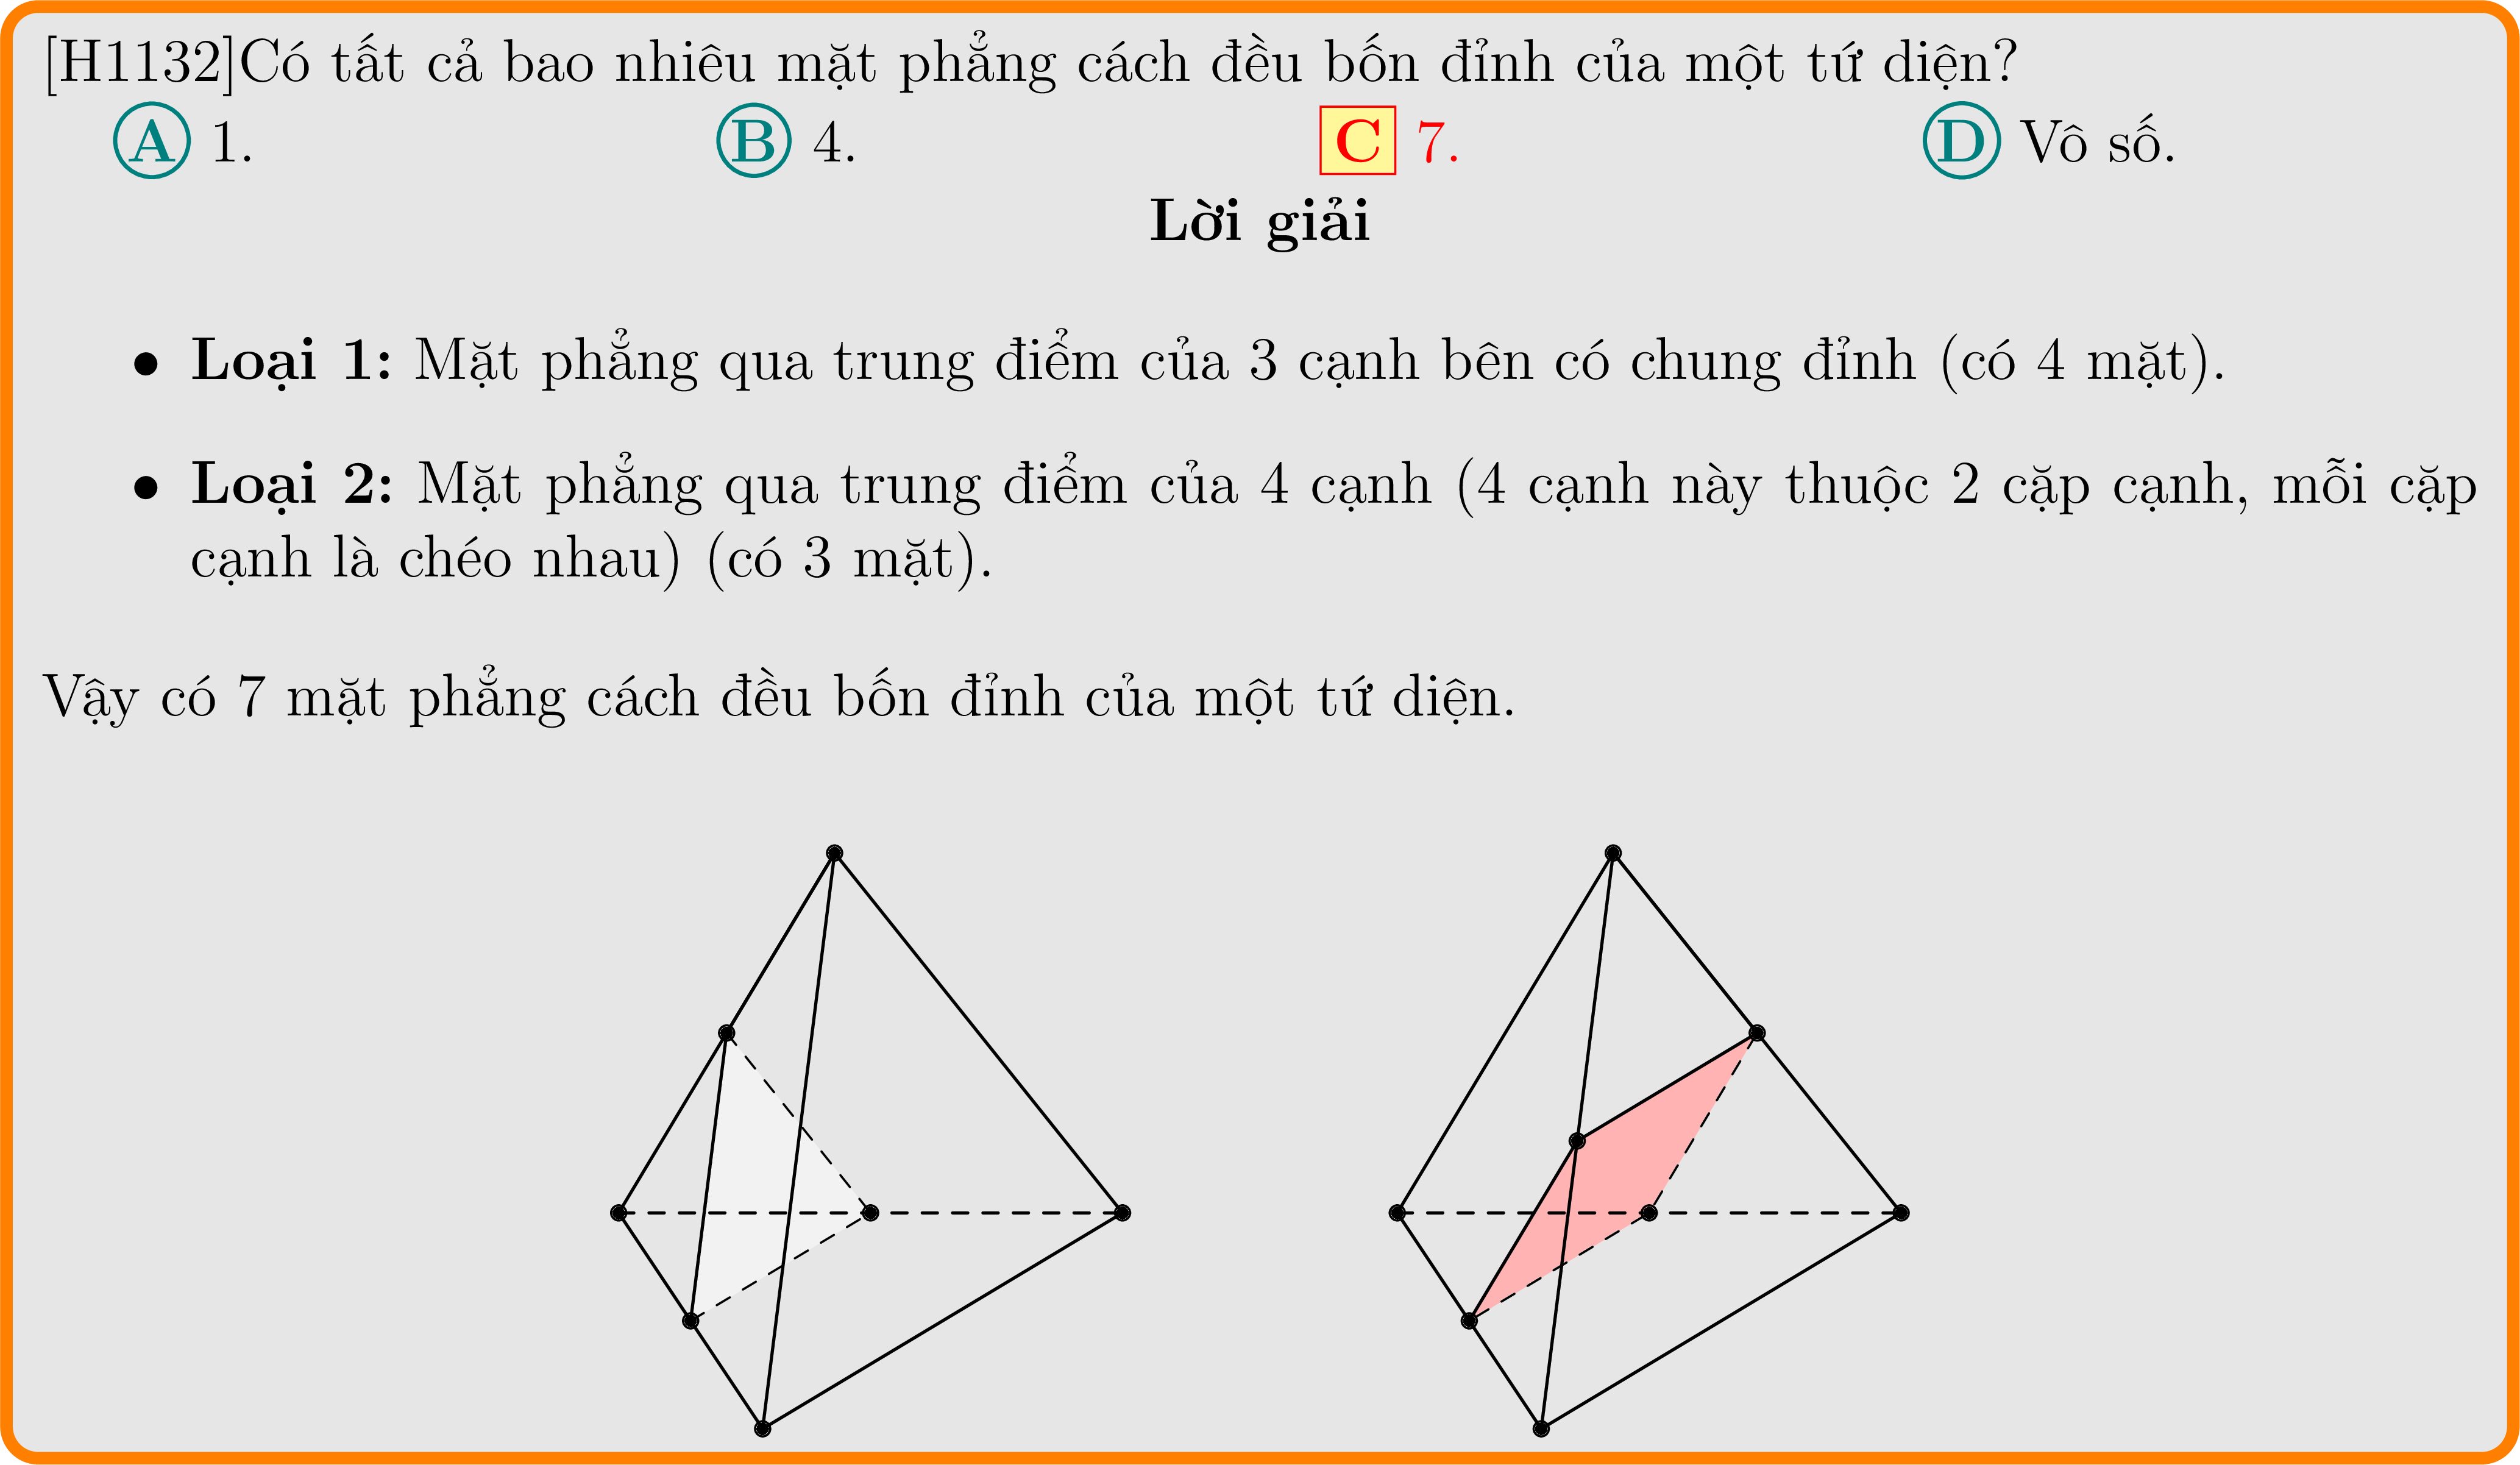 [H1132]Có tất cả bao nhiêu mặt phẳng cách đều bốn đỉnh của một tứ diện?
A 1. B 4. C 7. D Vô số.
Lời giải
• Loại 1: Mặt phẳng qua trung điểm của 3 cạnh bên có chung đỉnh (có 4 mặt).
• Loại 2: Mặt phẳng qua trung điểm của 4 cạnh (4 cạnh này thuộc 2 cặp cạnh, mỗi cặp
cạnh là chéo nhau) (có 3 mặt).
Vậy có 7 mặt phẳng cách đều bốn đỉnh của một tứ diện.